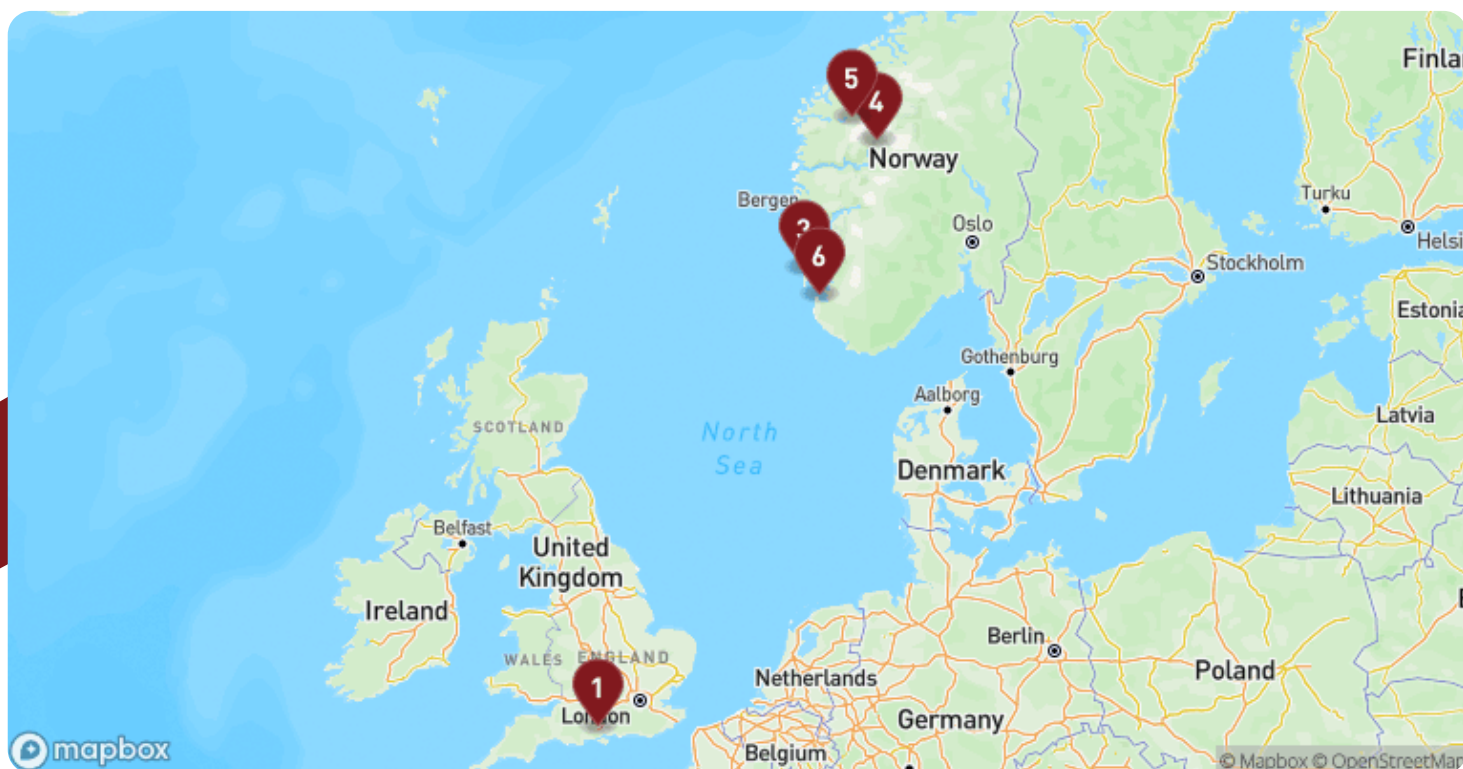 Finla
5
4
Norway
Bergen
Turku
3
Oslo
Helsi
6
Stockholm
Estonia
Gothenburg
Aalborg
Latvia
SCOTLAND
North
Sea
Denmark
Lithuania
Belfast
United
Kingdom
Ireland
Berlin
WALES
ENGLAND
Poland
Netherlands
1
London
Germany
Belgium
mapbox
© Mapbox © OpenStreetMap